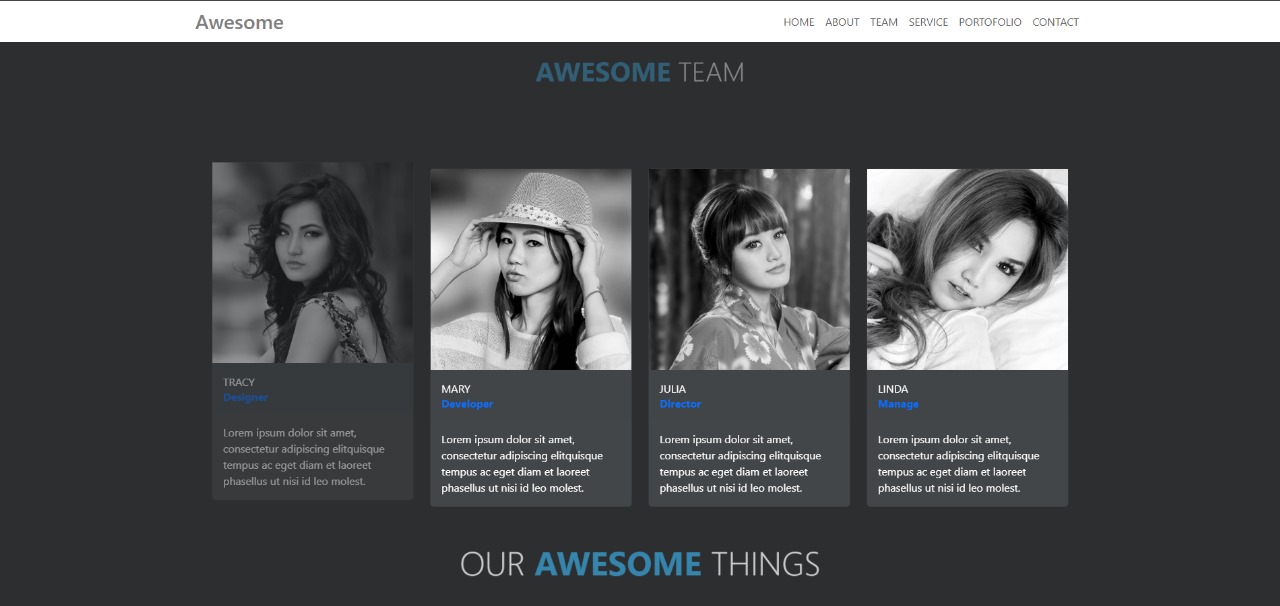 Awesome
HOME ABOUT TEAM SERVICE PORTOFOLIO CONTACT
AWESOME TEAM
TRACY
Designer
Lorem ipsum dolor sit amet,
consectetur adipiscing elitquisque
tempus ac eget diam et laoreet
phasellus ut nisi id leo molest.
MARY
Developer
Lorem ipsum dolor sit amet,
consectetur adipiscing elitquisque
tempus ac eget diam et laoreet
phasellus ut nisi id leo molest.
JULIA
Director
Lorem ipsum dolor sit amet,
consectetur adipiscing elitquisque
tempus ac eget diam et laoreet
phasellus ut nisi id leo molest.
LINDA
Manage
Lorem ipsum dolor sit amet,
consectetur adipiscing elitquisque
tempus ac eget diam et laoreet
phasellus ut nisi id leo molest.
OUR AWESOME THINGS